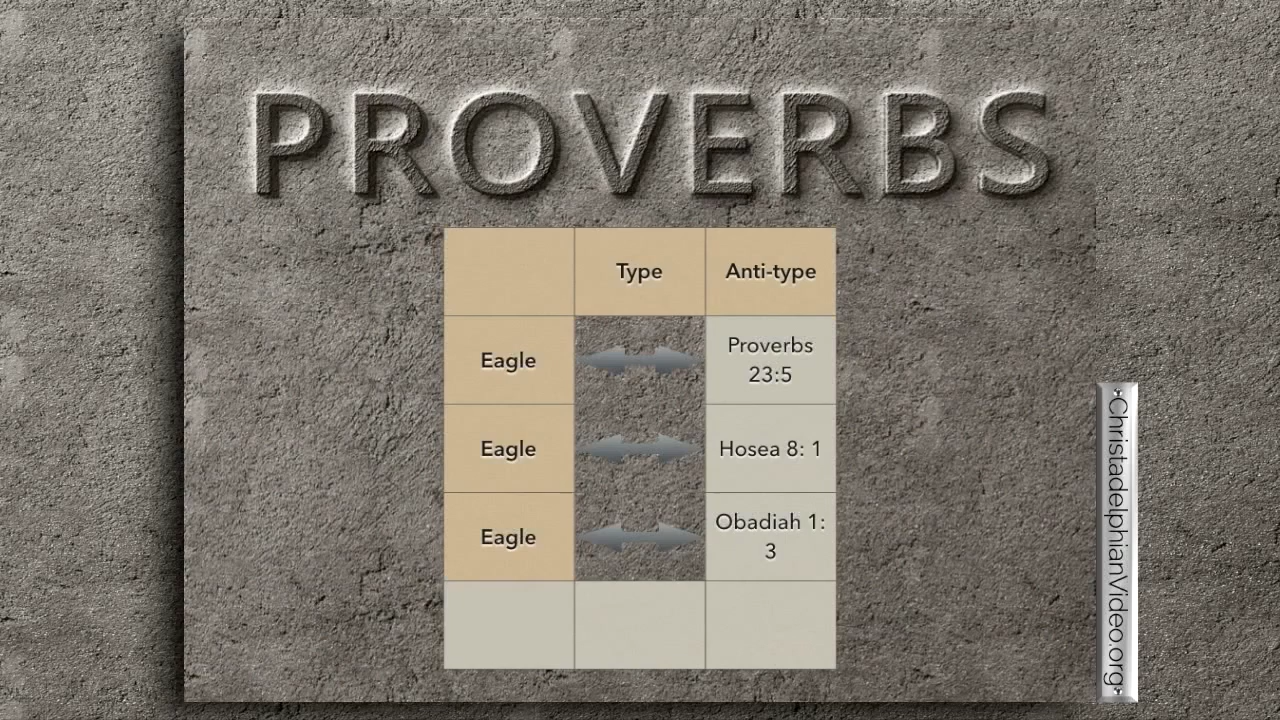 PROVERBS
Type
Anti-type
Eagle
Proverbs
23:5
Eagle
Hosea 8: 1
Eagle
Obadiah 1:
3
ChristadelphianVideo.org